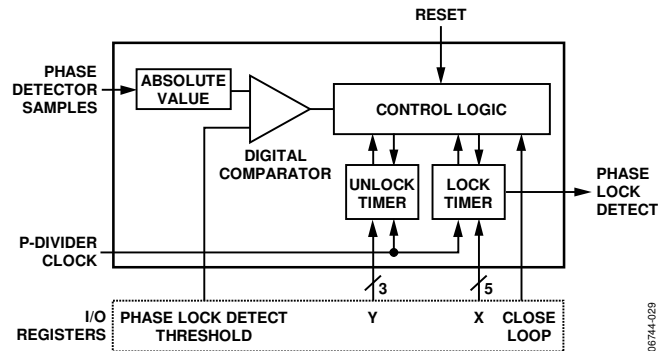 RESET
PHASE
DETECTOR
SAMPLES
ABSOLUTE
VALUE
CONTROL LOGIC
DIGITAL
COMPARATOR
UNLOCK
TIMER
LOCK
TIMER
PHASE
LOCK
DETECT
P-DIVIDER
CLOCK
3
5
I/O
REGISTERS
PHASE LOCK DETECT
THRESHOLD
Y
X
CLOSE
LOOP
06744-029